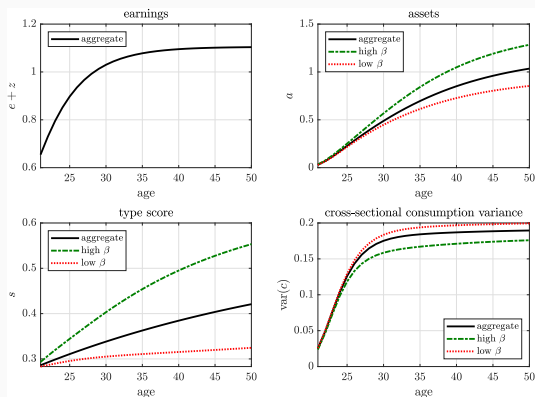 earnings
1.2
1
0.8
0.6
e + z
aggregate
25 30 35 40 45 50
age
assets
1.5
1
0.5
0
a
aggregate
high β
low β
25 30 35 40 45 50
age
type score
0.6
0.5
0.4
0.3
s
aggregate
high β
low β
25 30 35 40 45 50
age
cross-sectional consumption variance
0.2
0.15
0.1
0.05
0
var(c)
aggregate
high β
low β
25 30 35 40 45 50
age